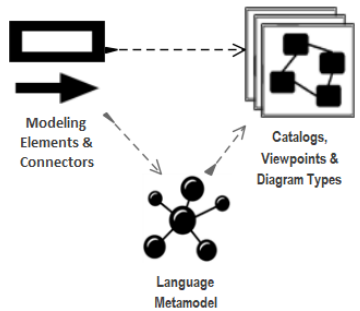 Modeling
Elements &
Connectors
Catalogs,
Viewpoints &
Diagram Types
Language
Metamodel